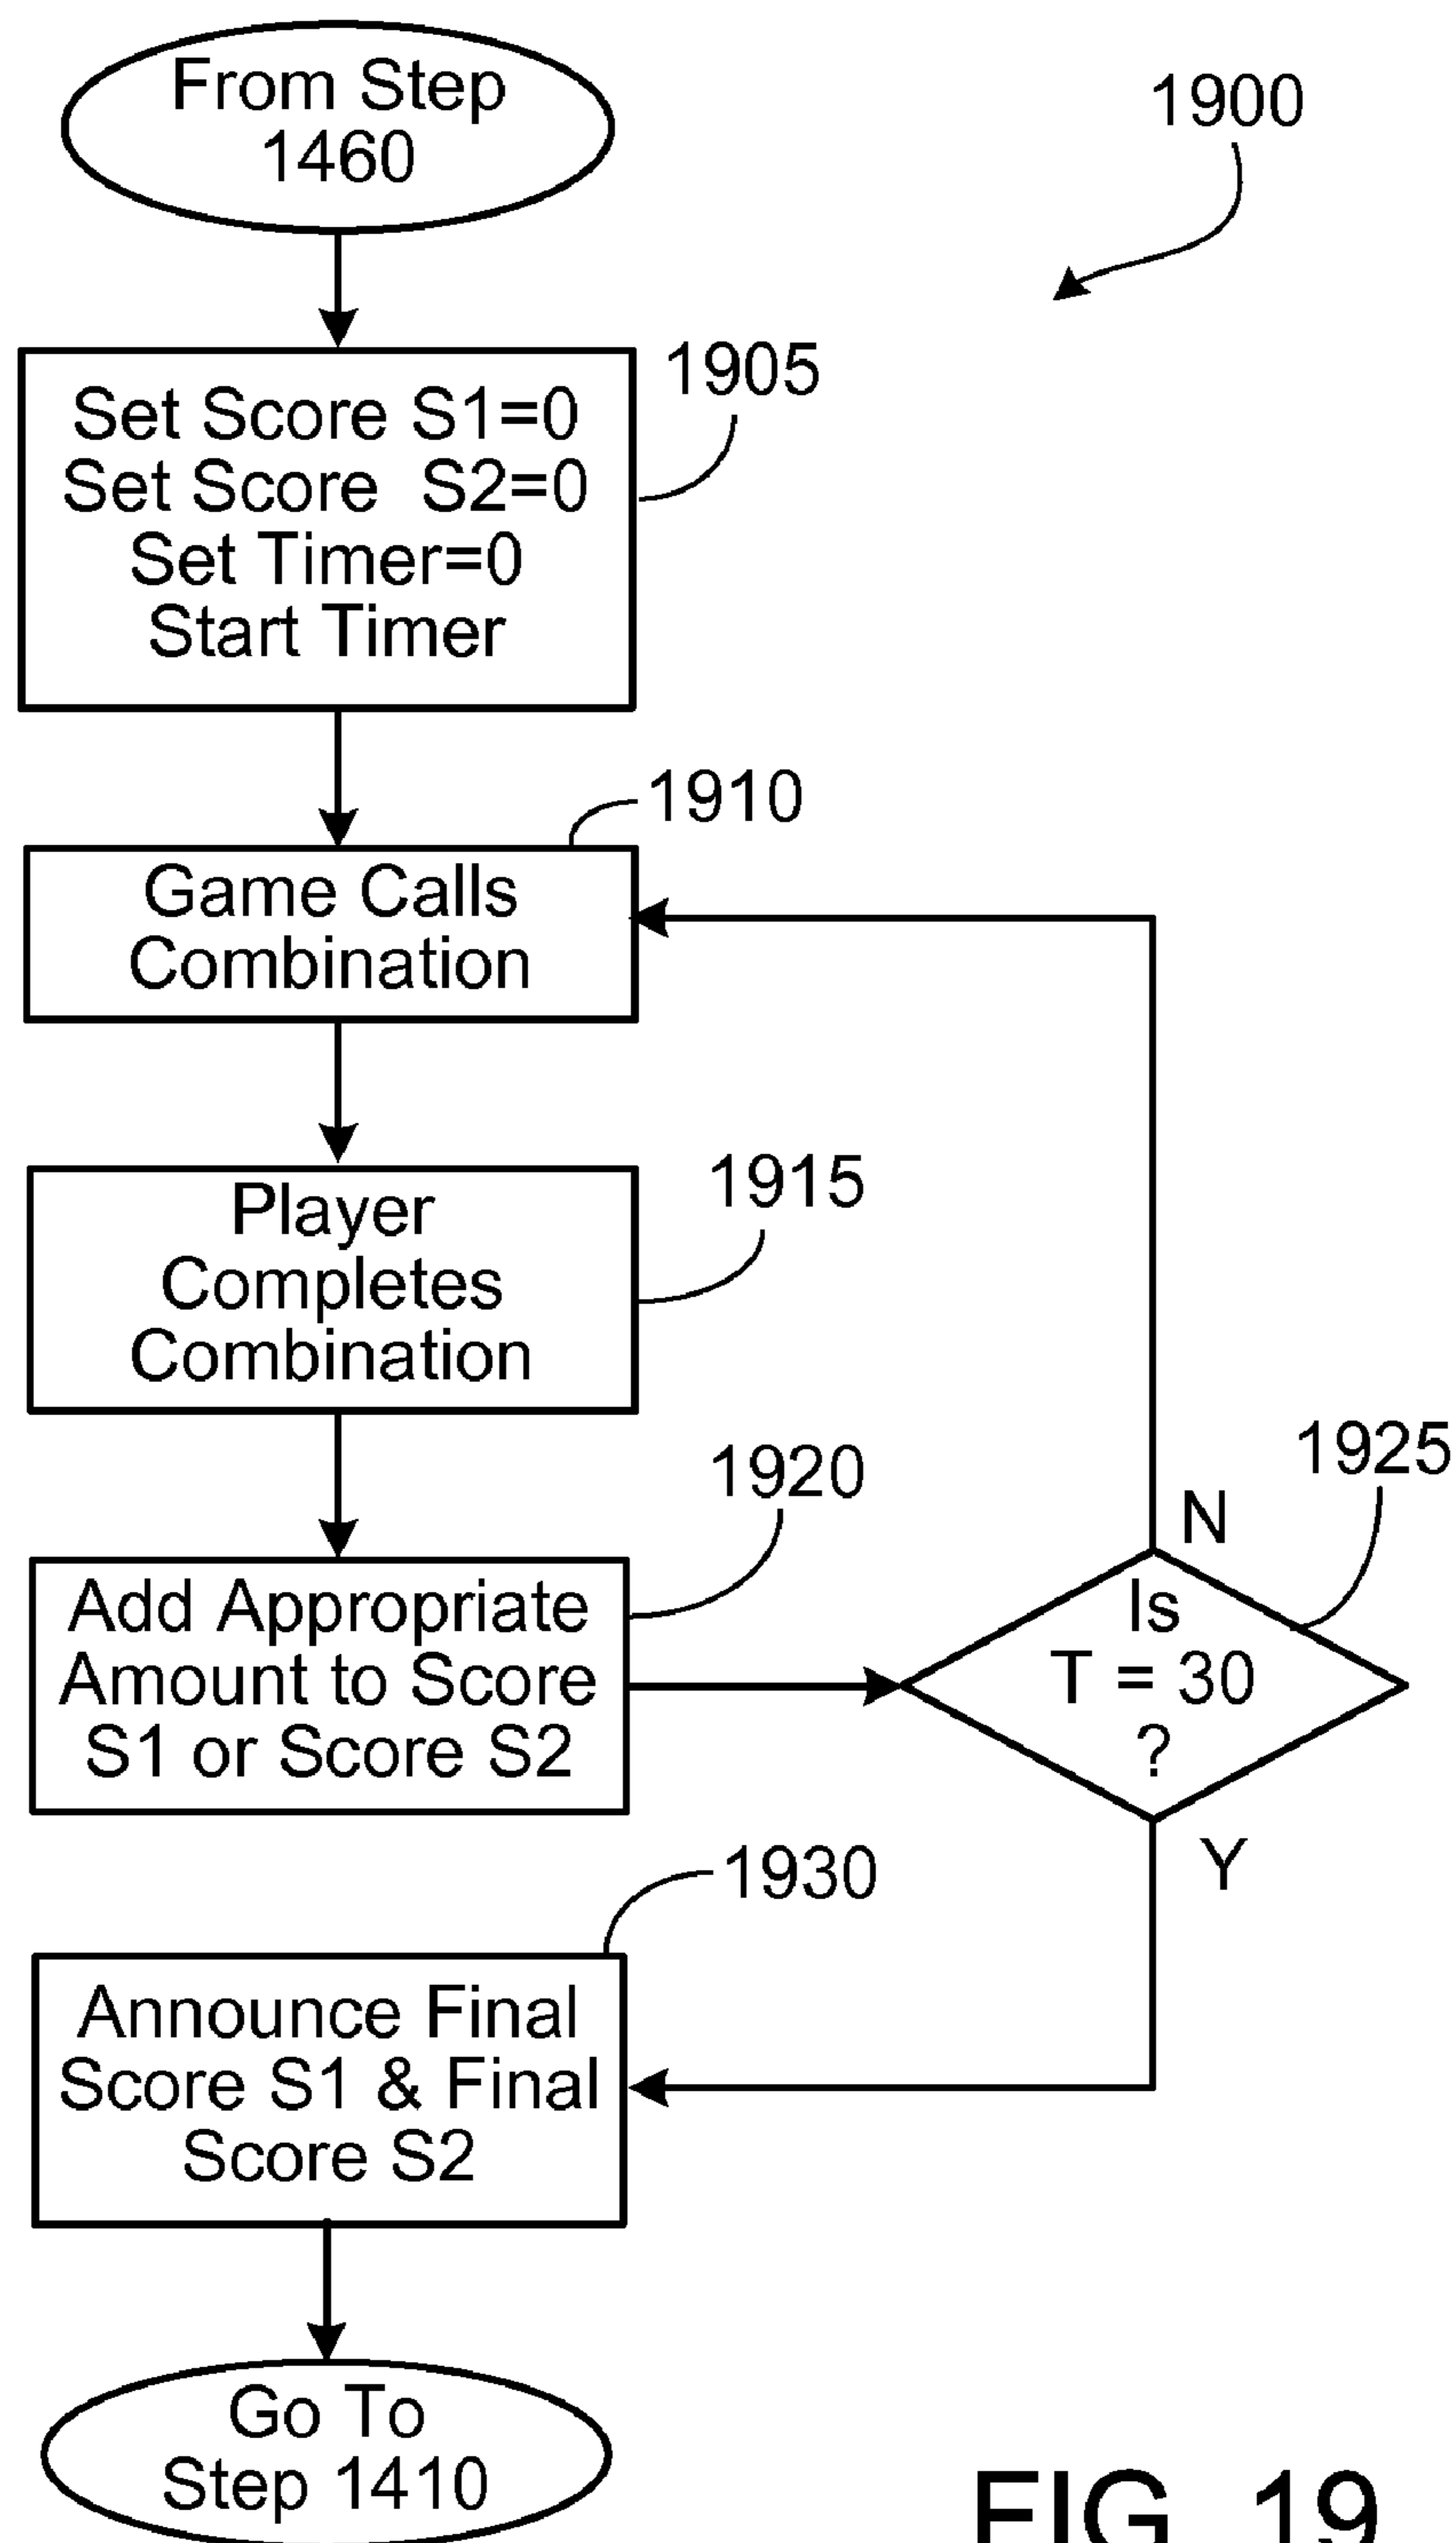 From Step
1460
1900
1905
Set Score S1=0
Set Score S2=0
Set Timer=0
Start Timer
1910
Game Calls
Combination
1915
Player
Completes
Combination
1920
Add Appropriate
Amount to Score
S1 or Score S2
1925
N
Is
T = 30
?
Y
1930
Announce Final
Score S1 & Final
Score S2
Go To
Step 1410
FIG. 19